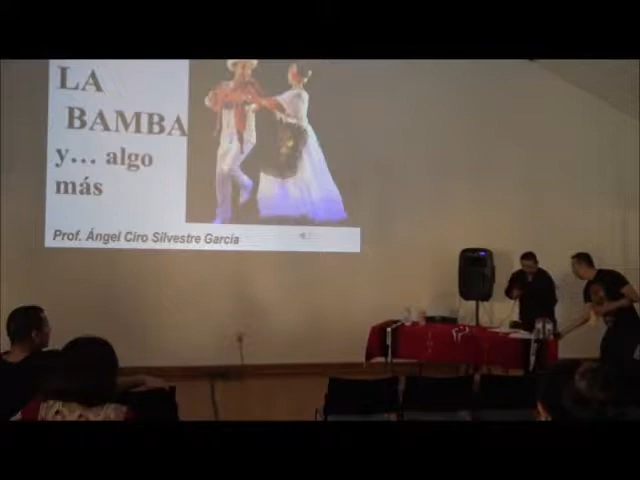 LA
BAMBA
y... algo
más
Prof. Ángel Ciro Silvestre García